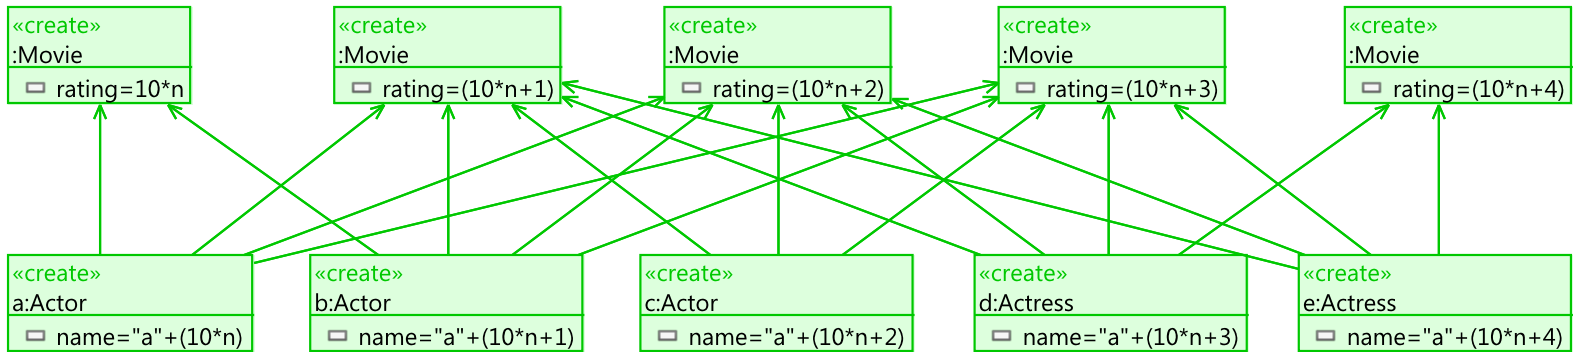 «create»
:Movie
rating=10*n
«create»
:Movie
rating=(10*n+1)
«create»
:Movie
rating=(10*n+2)
«create»
:Movie
rating=(10*n+3)
«create»
:Movie
rating=(10*n+4)
«create»
a:Actor
name="a"+(10*n)
«create»
b:Actor
name="a"+(10*n+1)
«create»
c:Actor
name="a"+(10*n+2)
«create»
d:Actress
name="a"+(10*n+3)
«create»
e:Actress
name="a"+(10*n+4)